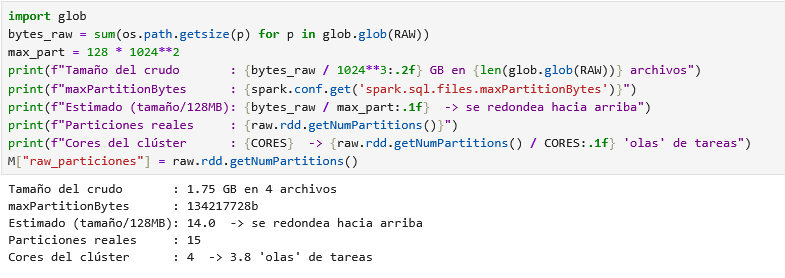 import glob
bytes_raw = sum(os.path.getsize(p) for p in glob.glob(RAW))
max_part = 128 * 1024**2
print(f"Tamaño del crudo       : {bytes_raw / 1024**3:.2f} GB en {len(glob.glob(RAW))} archivos")
print(f"maxPartitionBytes      : {spark.conf.get('spark.sql.files.maxPartitionBytes')}")
print(f"Estimado (tamaño/128MB): {bytes_raw / max_part:.1f}  -> se redondea hacia arriba")
print(f"Particiones reales     : {raw.rdd.getNumPartitions()}")
print(f"Cores del clúster      : {CORES}  -> {raw.rdd.getNumPartitions() / CORES:.1f} 'olas' de tareas")
M["raw_particiones"] = raw.rdd.getNumPartitions()
Tamaño del crudo       : 1.75 GB en 4 archivos
maxPartitionBytes      : 134217728b
Estimado (tamaño/128MB): 14.0  -> se redondea hacia arriba
Particiones reales     : 15
Cores del clúster      : 4  -> 3.8 'olas' de tareas